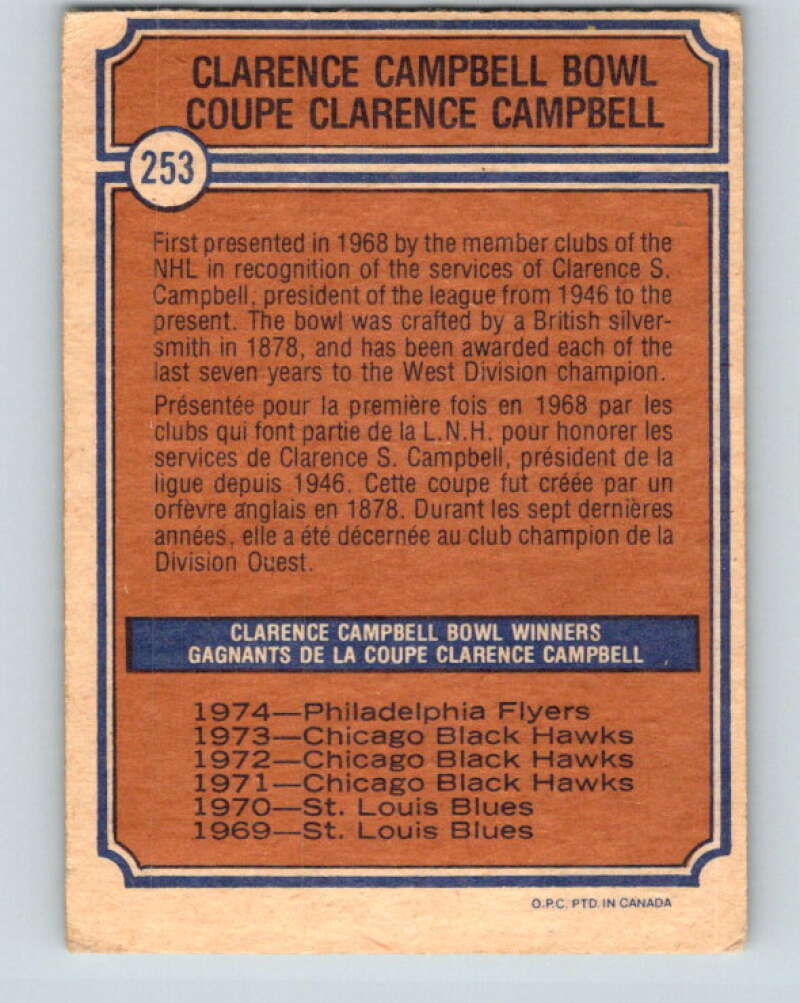 CLARENCE CAMPBELL BOWL
COUPE CLARENCE CAMPBELL
253
First presented in 1968 by the member clubs of the
NHL in recognition of the services of Clarence S.
Campbell, president of the league from 1946 to the
present. The bowl was crafted by a British silver-
smith in 1878, and has been awarded each of the
last seven years to the West Division champion.
Présentée pour la première fois en 1968 par les
clubs qui font partie de la L.N.H. pour honorer les
services de Clarence S. Campbell, président de la
ligue depuis 1946. Cette coupe fut créée par un
orfèvre anglais en 1878. Durant les sept dernières
années, elle a été décernée au club champion de la
Division Ouest.
CLARENCE CAMPBELL BOWL WINNERS
GAGNANTS DE LA COUPE CLARENCE CAMPBELL
1974—Philadelphia Flyers
1973—Chicago Black Hawks
1972—Chicago Black Hawks
1971—Chicago Black Hawks
1970—St. Louis Blues
1969—St. Louis Blues
O.P.C. PTD. IN CANADA